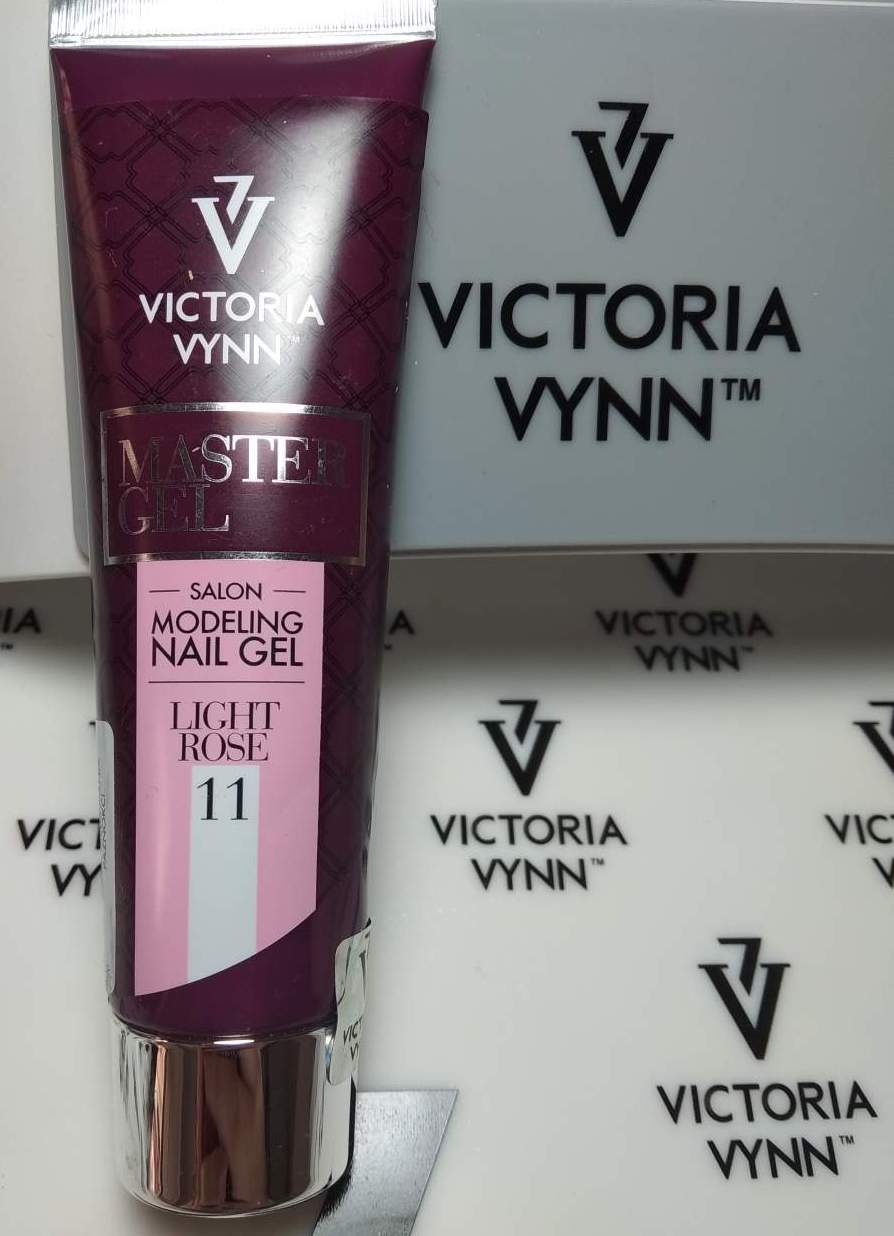 VICTORIA
VYNN™
MASTER
GEL
SALON
MODELING
NAIL GEL
LIGHT
ROSE
11
VICTORIA
VYNN™
VICTORIA
VYNN™
VICTORIA
VYNN™
VICTORIA
VYNN™